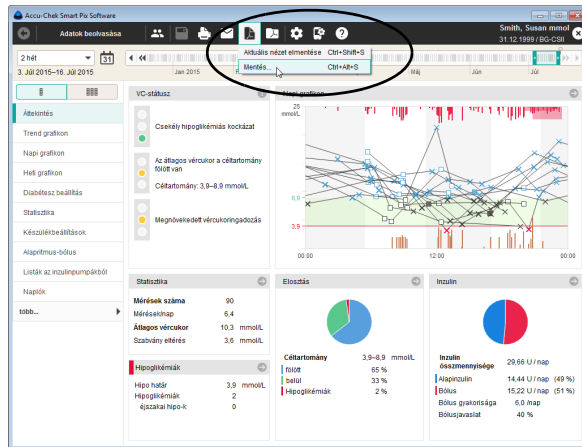 Accu-Chek Smart Pix Software
Adatok beolvasása
Smith, Susan mmol
31.12.1999 / BG-CSII
Aktuális nézet elmentése Ctrl+Shift+S
Mentés... Ctrl+Alt+S
2 hét
31
3. Júl 2015–16. Júl 2015
Jan 2015
Máj
Jún
Júl
Áttekintés
Trend grafikon
Napi grafikon
Heti grafikon
Diabétesz beállítás
Statisztika
Készülékbeállítások
Alapritmus-bólus
Listák az inzulinpumpákból
Naplók
több...
VC-státusz
Csekély hipoglikémiás kockázat
Az átlagos vércukor a céltartomány
fölött van
Céltartomány: 3,9–8,9 mmol/L
Megnövekedett vércukoringadozás
Napi grafikon
25
mmol/L
8,9
3,9
00:00
12:00
00:00
Statisztika
Mérések száma 90
Mérések/nap 6,4
Átlagos vércukor 10,3 mmol/L
Szabvány eltérés 3,6 mmol/L
Hipoglikémiák
Hipo határ 3,9 mmol/L
Hipoglikémiák 2
éjszakai hipo-k 0
Elosztás
Céltartomány 3,9–8,9 mmol/L
fölött 65 %
belül 33 %
Hipoglikémiák 2 %
Inzulin
Inzulin
összmennyisége 29,66 U / nap
Alapinzulin 14,44 U / nap (49 %)
Bólus 15,22 U / nap (51 %)
Bólus gyakorisága 6,0 /nap
Bólusjavaslat 40 %